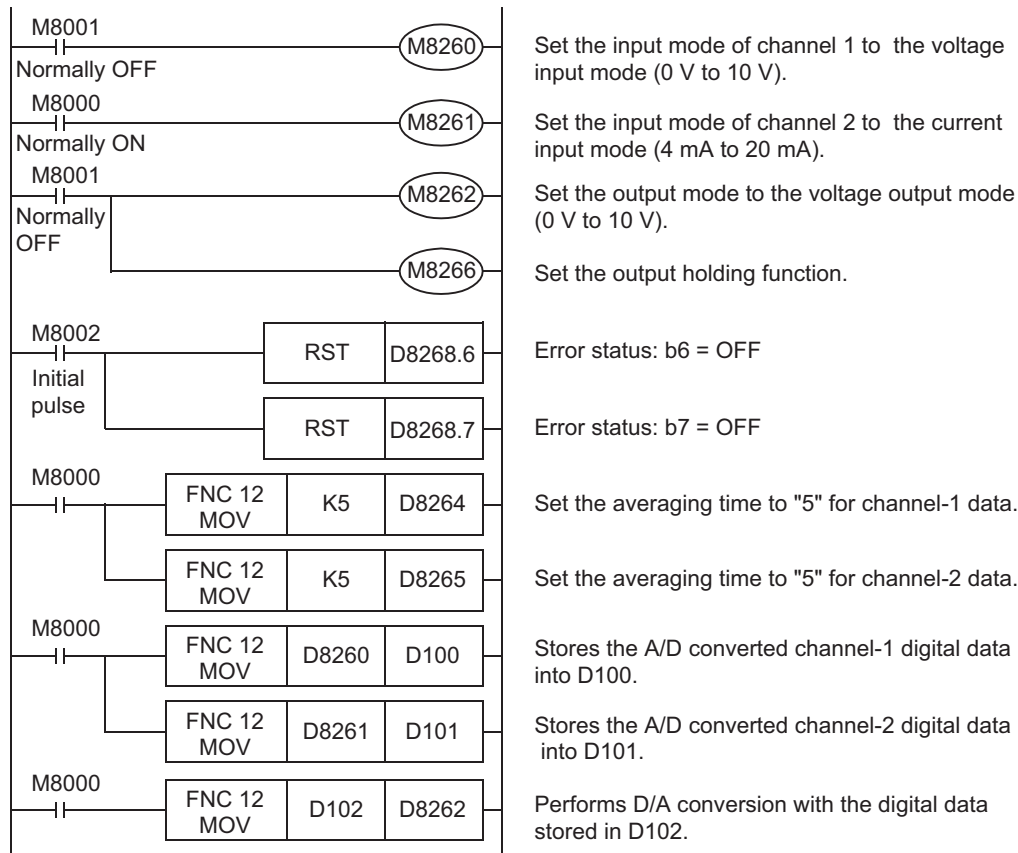 M8001
M8260
Normally OFF
Set the input mode of channel 1 to the voltage
input mode (0 V to 10 V).
M8000
M8261
Normally ON
Set the input mode of channel 2 to the current
input mode (4 mA to 20 mA).
M8001
M8262
Normally
OFF
Set the output mode to the voltage output mode
(0 V to 10 V).
M8266
Set the output holding function.
M8002
Initial
pulse
RST D8268.6
Error status: b6 = OFF
RST D8268.7
Error status: b7 = OFF
M8000
FNC 12
MOV
K5 D8264
Set the averaging time to "5" for channel-1 data.
FNC 12
MOV
K5 D8265
Set the averaging time to "5" for channel-2 data.
M8000
FNC 12
MOV
D8260 D100
Stores the A/D converted channel-1 digital data
into D100.
FNC 12
MOV
D8261 D101
Stores the A/D converted channel-2 digital data
into D101.
M8000
FNC 12
MOV
D102 D8262
Performs D/A conversion with the digital data
stored in D102.